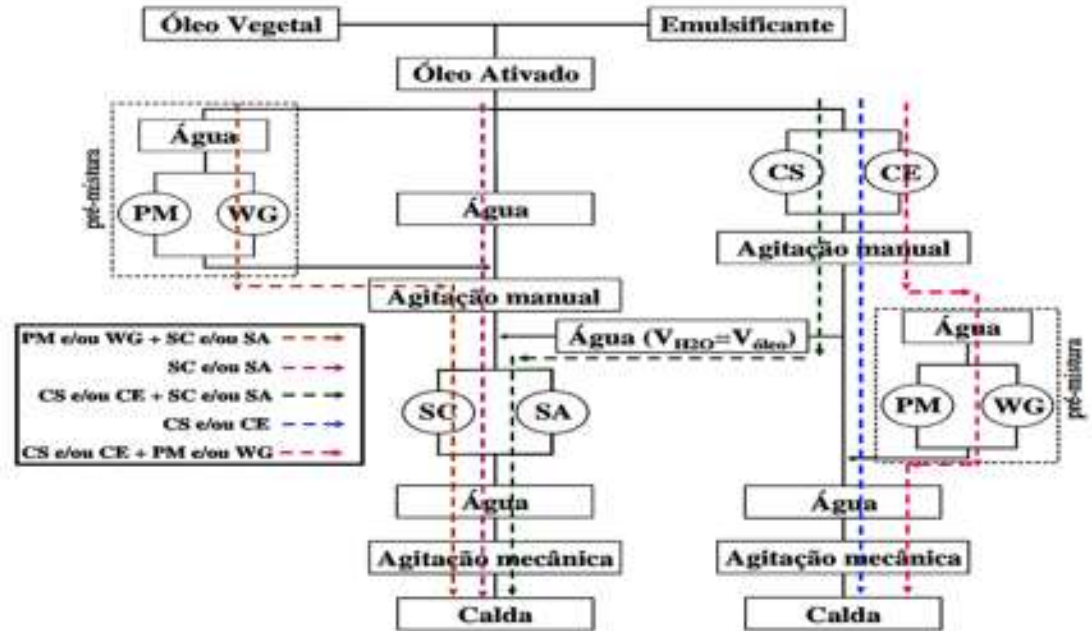 Óleo Vegetal
Emulsificante
Óleo Ativado
pré-mistura
Água
PM
WG
Água
CS
CE
Agitação manual
Agitação manual
Água (V_H2O=V_óleo)
pré-mistura
Água
PM
WG
PM e/ou WG + SC e/ou SA
SC e/ou SA
CS e/ou CE + SC e/ou SA
CS e/ou CE
CS e/ou CE + PM e/ou WG
SC
SA
Água
Água
Agitação mecânica
Agitação mecânica
Calda
Calda